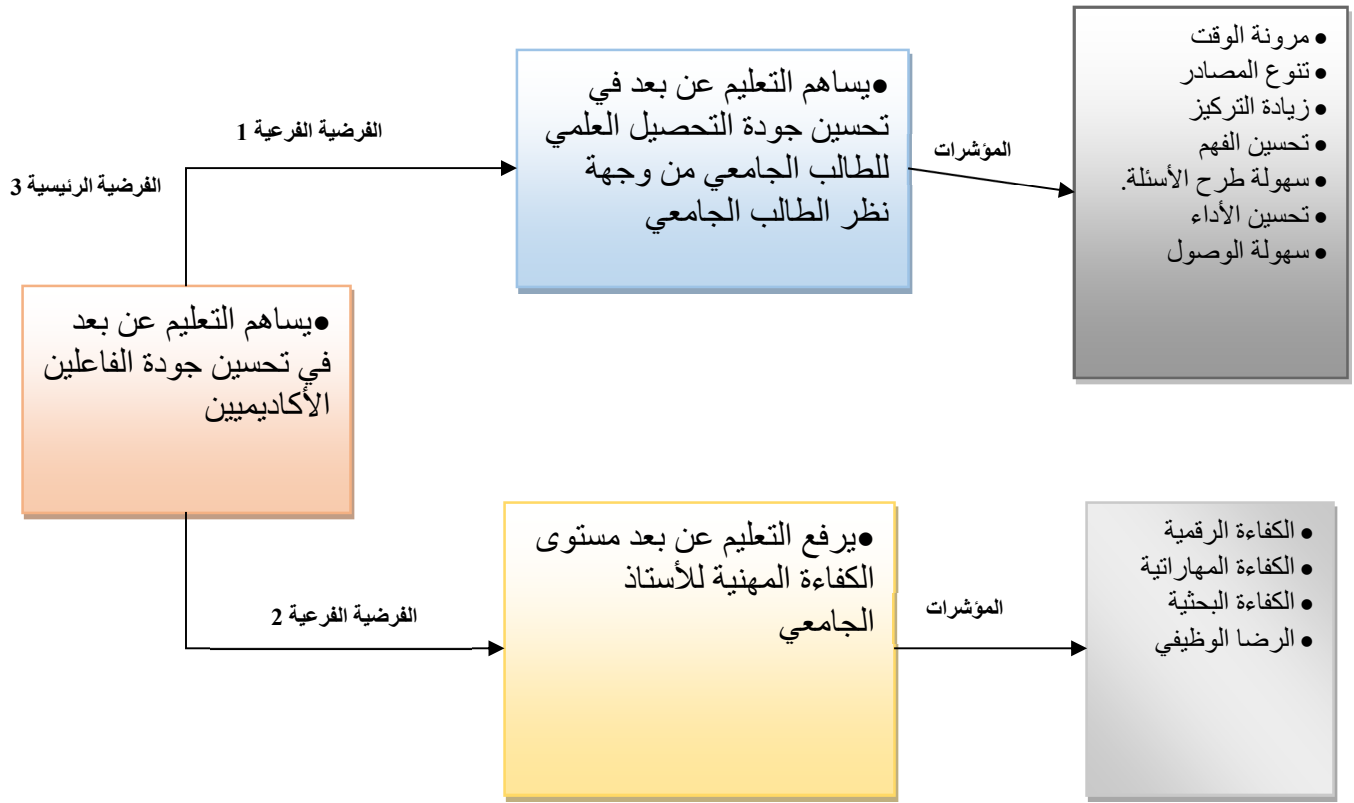 الفرضية الرئيسية 3
•يساهم التعليم عن بعد
في تحسين جودة الفاعلين
الأكاديميين
الفرضية الفرعية 1
•يساهم التعليم عن بعد في
تحسين جودة التحصيل العلمي
للطالب الجامعي من وجهة
نظر الطالب الجامعي
المؤشرات
• مرونة الوقت
• تنوع المصادر
• زيادة التركيز
• تحسين الفهم
• سهولة طرح الأسئلة.
• تحسين الأداء
• سهولة الوصول
الفرضية الفرعية 2
•يرفع التعليم عن بعد مستوى
الكفاءة المهنية للأستاذ
الجامعي
المؤشرات
• الكفاءة الرقمية
• الكفاءة المهاراتية
• الكفاءة البحثية
• الرضا الوظيفي